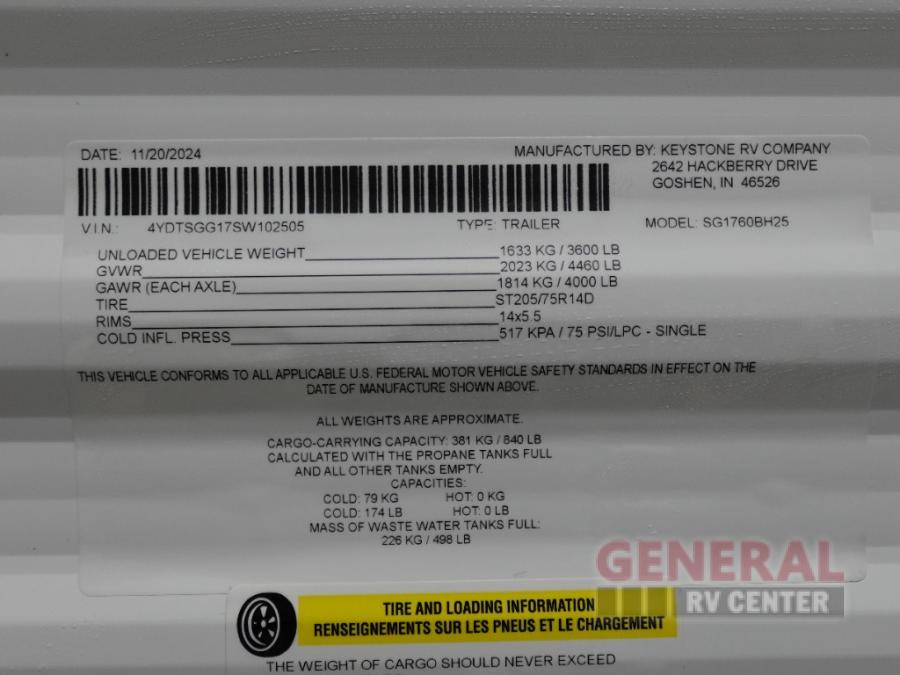 DATE: 11/20/2024 MANUFACTURED BY: KEYSTONE RV COMPANY
2642 HACKBERRY DRIVE
GOSHEN, IN 46526
V.I.N.: 4YDTSGG17SW102505 TYPE: TRAILER MODEL: SG1760BH25
UNLOADED VEHICLE WEIGHT 1633 KG / 3600 LB
GVWR 2023 KG / 4460 LB
GAWR (EACH AXLE) 1814 KG / 4000 LB
TIRE ST205/75R14D
RIMS 14x5.5
COLD INFL. PRESS 517 KPA / 75 PSI/LPC - SINGLE
THIS VEHICLE CONFORMS TO ALL APPLICABLE U.S. FEDERAL MOTOR VEHICLE SAFETY STANDARDS IN EFFECT ON THE
DATE OF MANUFACTURE SHOWN ABOVE.
ALL WEIGHTS ARE APPROXIMATE.
CARGO-CARRYING CAPACITY: 381 KG / 840 LB
CALCULATED WITH THE PROPANE TANKS FULL
AND ALL OTHER TANKS EMPTY.
CAPACITIES:
COLD: 79 KG HOT: 0 KG
COLD: 174 LB HOT: 0 LB
MASS OF WASTE WATER TANKS FULL:
226 KG / 498 LB
GENERAL
RV CENTER
TIRE AND LOADING INFORMATION
RENSEIGNEMENTS SUR LES PNEUS ET LE CHARGEMENT
THE WEIGHT OF CARGO SHOULD NEVER EXCEED